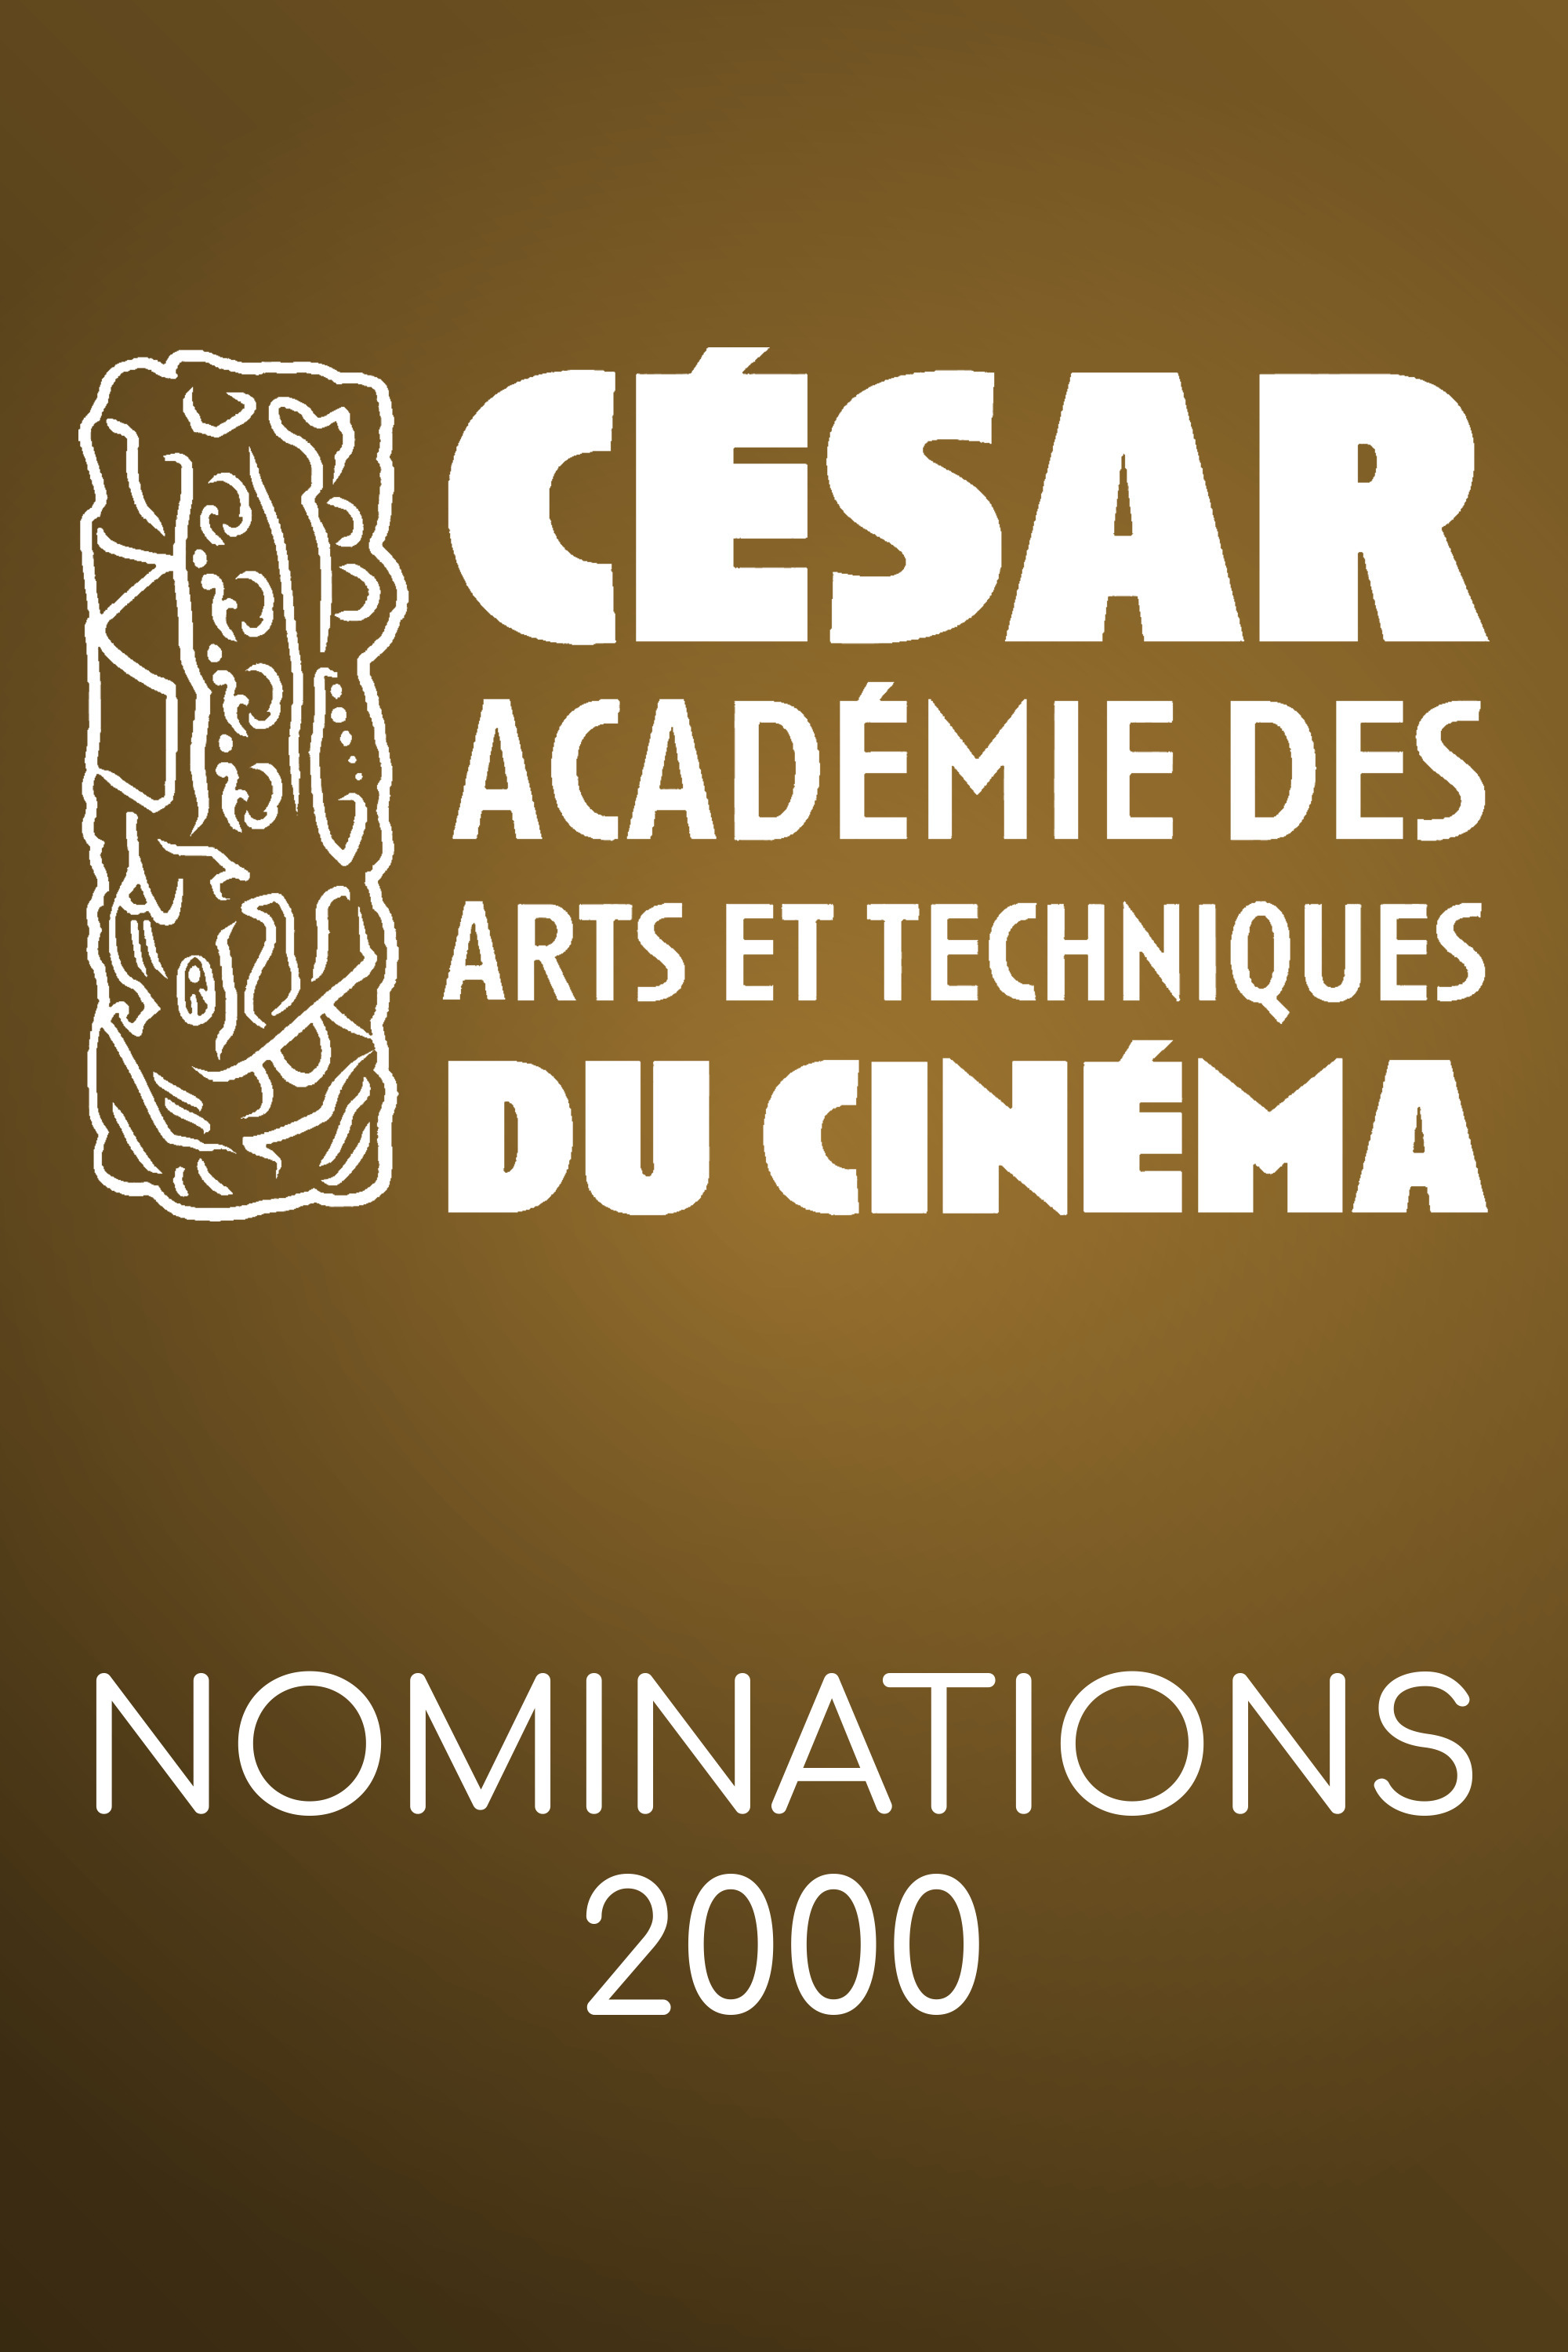 CÉSAR
ACADÉMIE DES
ARTS ET TECHNIQUES
DU CINÉMA
NOMINATIONS
2000